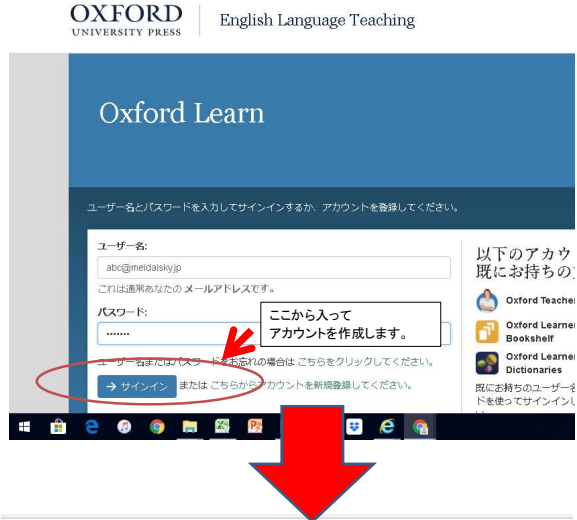 OXFORD
UNIVERSITY PRESS
English Language Teaching
Oxford Learn
ユーザー名とパスワードを入力してサインインするか、アカウントを登録してください。
ユーザー名:
abc@meidaisky.jp
これは通常あなたの メールアドレスです。
パスワード:
•••••••
ここから入って
アカウントを作成します。
ユーザー名またはパスワードをお忘れの場合は こちらをクリックしてください。
→ サインイン または こちらからアカウントを新規登録してください。
以下のアカウ
既にお持ちの
Oxford Teacher
Oxford Learner
Bookshelf
Oxford Learner
Dictionaries
既にお持ちのユーザー名
ドを使ってサインインし